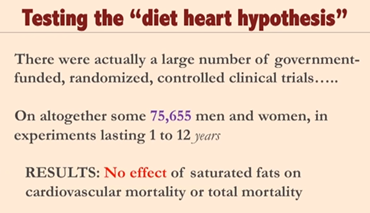 Testing the “diet heart hypothesis”
There were actually a large number of government-
funded, randomized, controlled clinical trials…..
On altogether some 75,655 men and women, in
experiments lasting 1 to 12 years
RESULTS: No effect of saturated fats on
cardiovascular mortality or total mortality